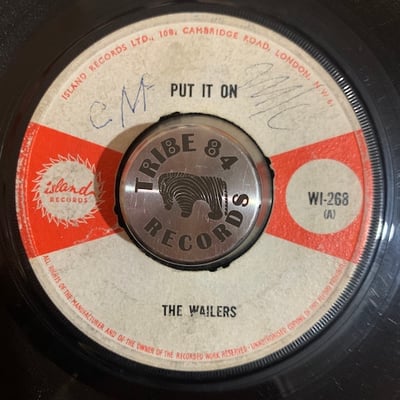 ISLAND RECORDS LTD., 108, CAMBRIDGE ROAD, LONDON, N.W.6.
C.M.
PUT IT ON
TRIBE 84
RECORDS
island
RECORDS
WI-268
(A)
THE WAILERS
ALL RIGHTS OF THE MANUFACTURER AND OF THE OWNER OF THE RECORDED WORK RESERVED. UNAUTHORISED